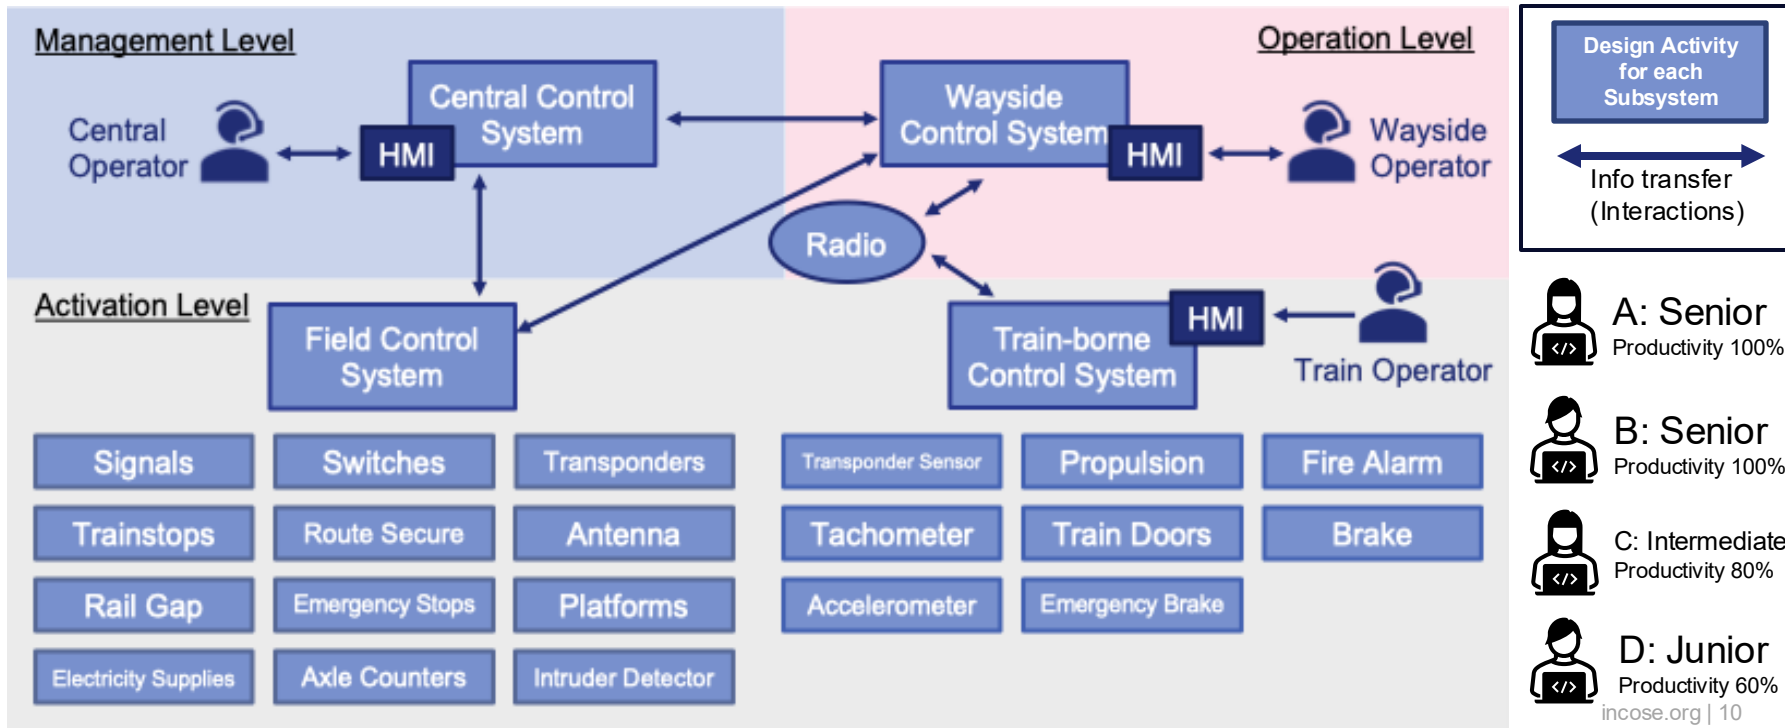 Management Level
Operation Level
Central Control
System
HMI
Central
Operator
Wayside
Control System
HMI
Wayside
Operator
Radio
Activation Level
Field Control
System
Train-borne
Control System
HMI
Train Operator
Signals
Switches
Transponders
Trainstops
Route Secure
Antenna
Rail Gap
Emergency Stops
Platforms
Electricity Supplies
Axle Counters
Intruder Detector
Transponder Sensor
Propulsion
Fire Alarm
Tachometer
Train Doors
Brake
Accelerometer
Emergency Brake
Design Activity
for each
Subsystem
Info transfer
(Interactions)
A: Senior
Productivity 100%
B: Senior
Productivity 100%
C: Intermediate
Productivity 80%
D: Junior
Productivity 60%
incose.org | 10